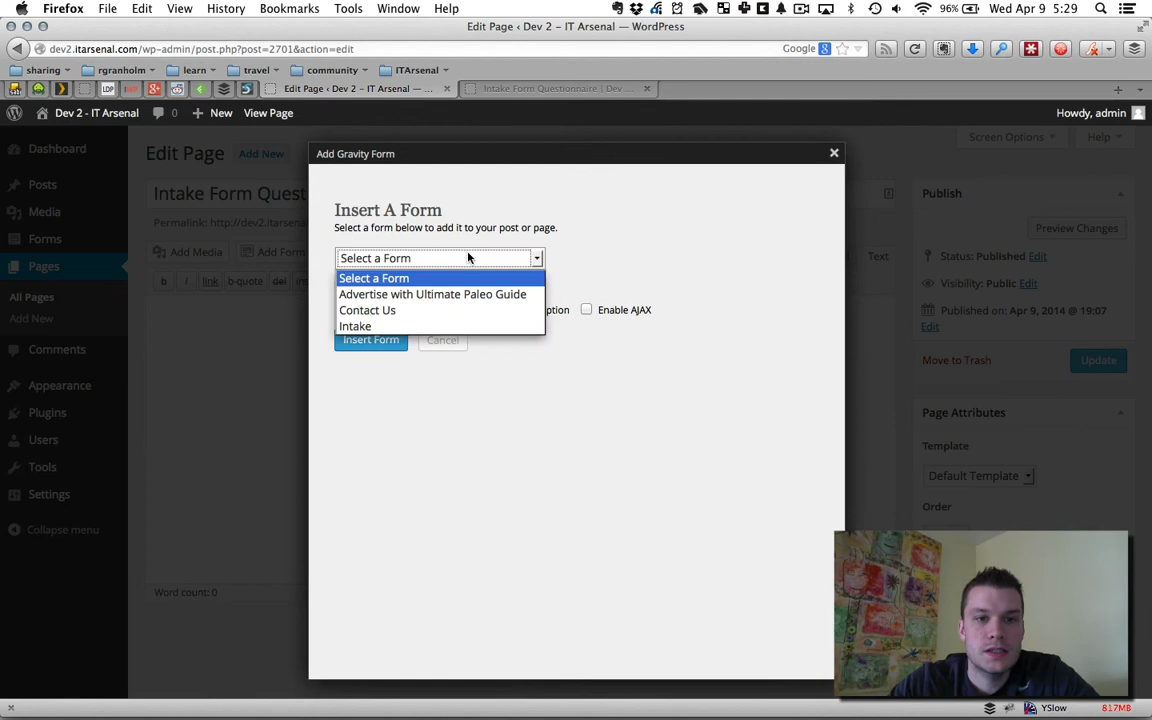 Firefox File Edit View History Bookmarks Tools Window Help 96% Wed Apr 9 5:29
Edit Page ‹ Dev 2 – IT Arsenal — WordPress
dev2.itarsenal.com/wp-admin/post.php?post=2701&action=edit Google
sharing rgranholm learn travel community ITArsenal
LDP Edit Page ‹ Dev 2 – IT Arsenal — ... Intake Form Questionnaire | Dev ...
Dev 2 - IT Arsenal 0 New View Page Howdy, admin
Screen Options Help
Dashboard
Posts
Media
Forms
Pages
All Pages
Add New
Comments
Appearance
Plugins
Users
Tools
Settings
Collapse menu
Edit Page Add New
Intake Form Quest
Permalink: http://dev2.itarsenal
Add Media Add Form
Text
b i link b-quote del
Word count: 0
Add Gravity Form
Insert A Form
Select a form below to add it to your post or page.
Select a Form
Select a Form
Advertise with Ultimate Paleo Guide
Contact Us
Intake
ption Enable AJAX
Insert Form Cancel
Publish
Preview Changes
Status: Published Edit
Visibility: Public Edit
Published on: Apr 9, 2014 @ 19:07
Edit
Move to Trash Update
Page Attributes
Template
Default Template
Order
YSlow 817MB